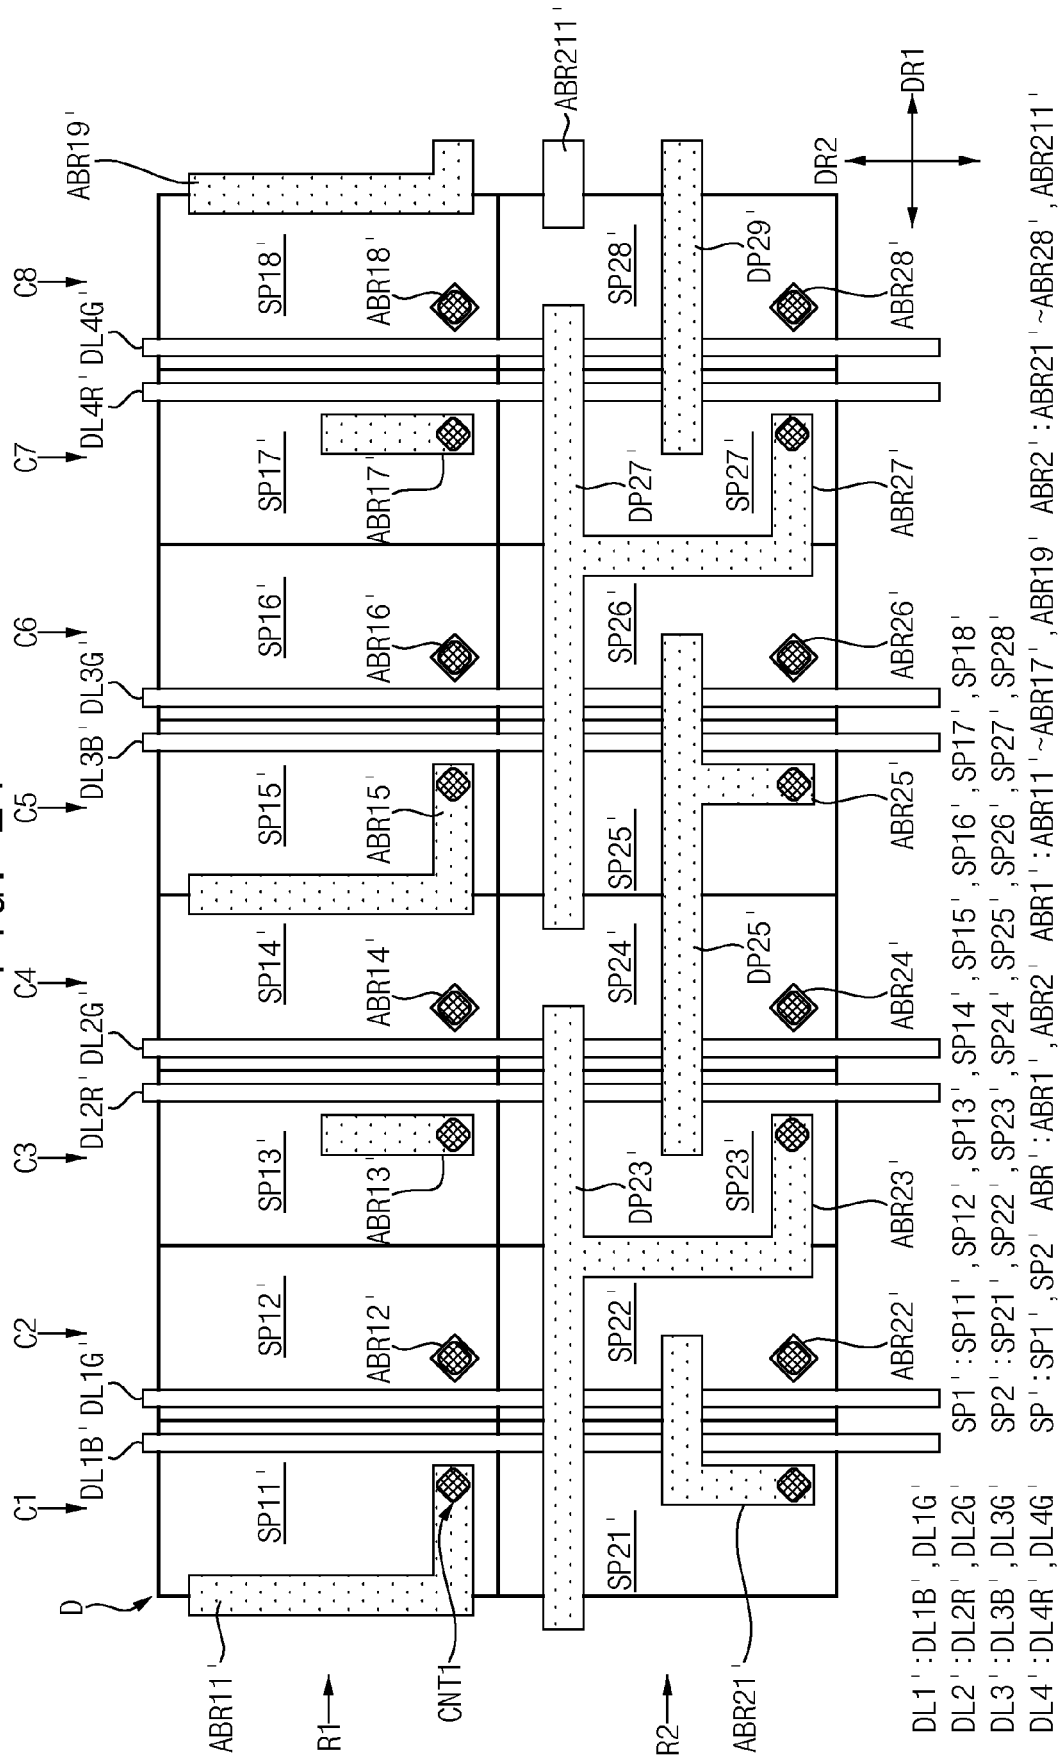 C1 C2 C3 C4 C5 C6 C7 C8
DL1B' DL1G' DL2R' DL2G' DL3B' DL3G' DL4R' DL4G' ABR19'
D
SP11' SP12' SP13' SP14' SP15' SP16' SP17' SP18'
ABR11' ABR12' ABR13' ABR14' ABR15' ABR16' ABR17' ABR18'
R1
CNT1
ABR211'
SP21' SP22' DP23' SP24' SP25' SP26' DP27' SP28'
R2
SP23' DP25' SP27' DP29'
ABR21' ABR22' ABR23' ABR24' ABR25' ABR26' ABR27' ABR28'
DR2
DR1
DL1':DL1B',DL1G'
DL2':DL2R',DL2G' SP1':SP11',SP12',SP13',SP14',SP15',SP16',SP17',SP18'
DL3':DL3B',DL3G' SP2':SP21',SP22',SP23',SP24',SP25',SP26',SP27',SP28'
DL4':DL4R',DL4G' SP':SP1',SP2' ABR':ABR1',ABR2' ABR1':ABR11'~ABR17',ABR19' ABR2':ABR21'~ABR28',ABR211'